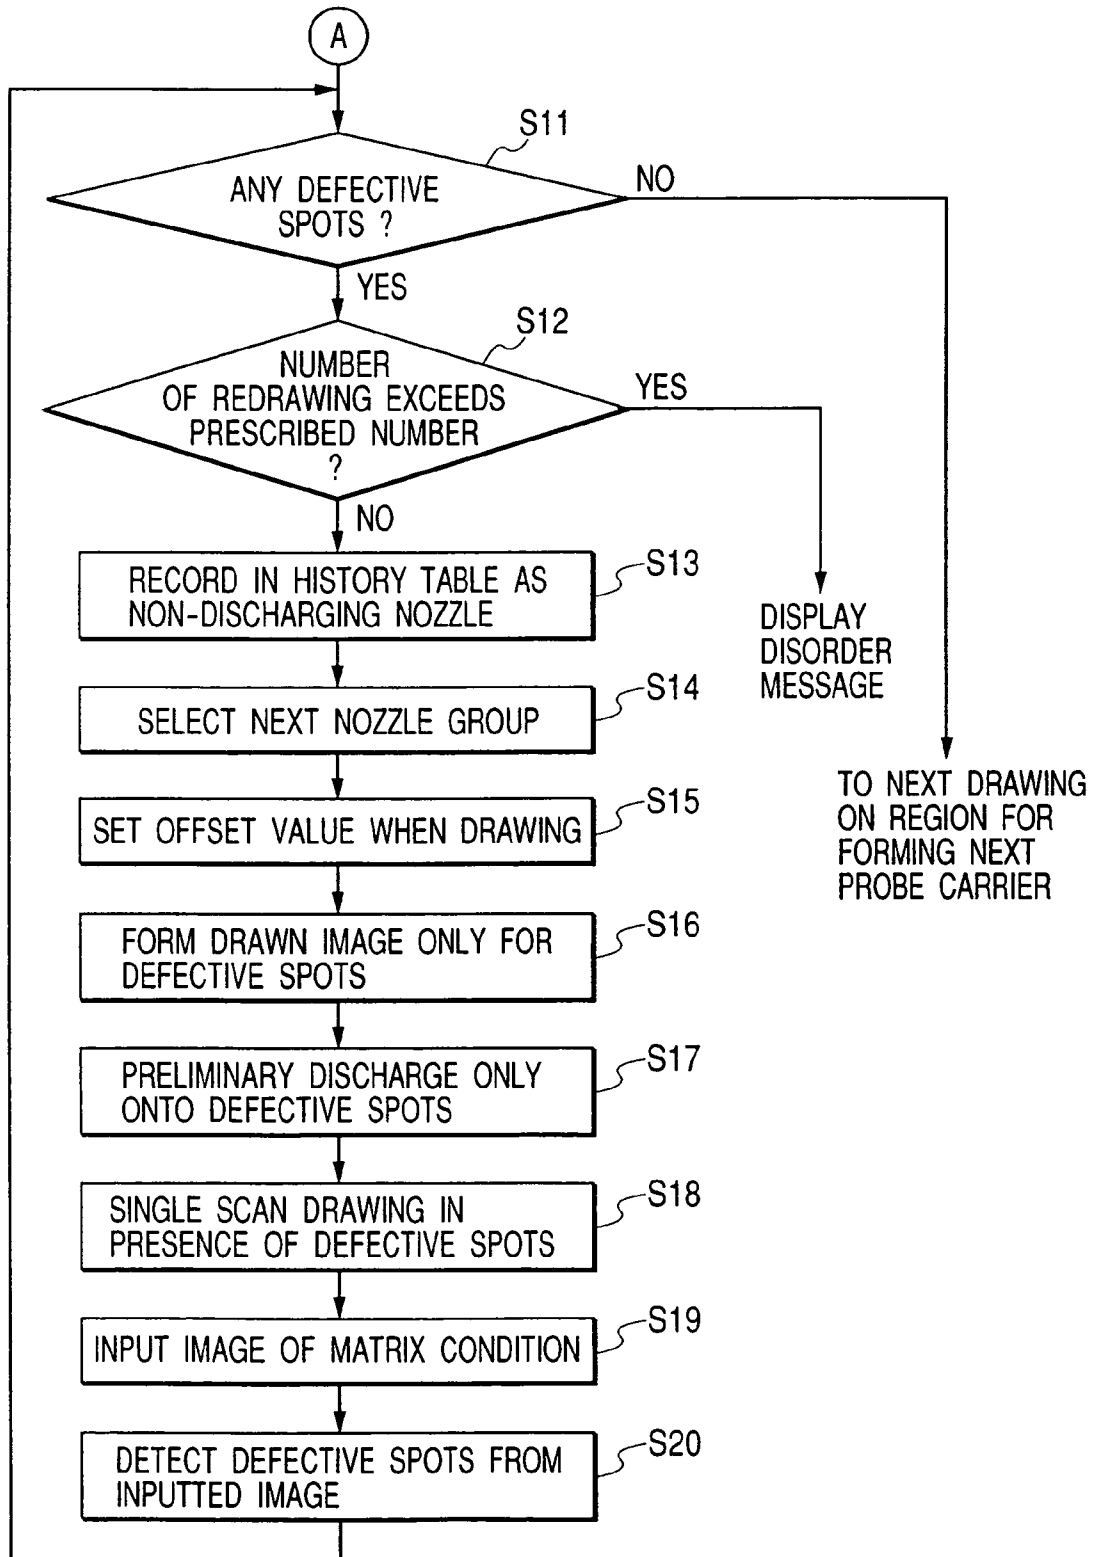 A
S11
ANY DEFECTIVE
SPOTS ?
NO
YES
S12
NUMBER
OF REDRAWING EXCEEDS
PRESCRIBED NUMBER
?
YES
NO
S13
RECORD IN HISTORY TABLE AS
NON-DISCHARGING NOZZLE
DISPLAY
DISORDER
MESSAGE
S14
SELECT NEXT NOZZLE GROUP
TO NEXT DRAWING
ON REGION FOR
FORMING NEXT
PROBE CARRIER
S15
SET OFFSET VALUE WHEN DRAWING
S16
FORM DRAWN IMAGE ONLY FOR
DEFECTIVE SPOTS
S17
PRELIMINARY DISCHARGE ONLY
ONTO DEFECTIVE SPOTS
S18
SINGLE SCAN DRAWING IN
PRESENCE OF DEFECTIVE SPOTS
S19
INPUT IMAGE OF MATRIX CONDITION
S20
DETECT DEFECTIVE SPOTS FROM
INPUTTED IMAGE